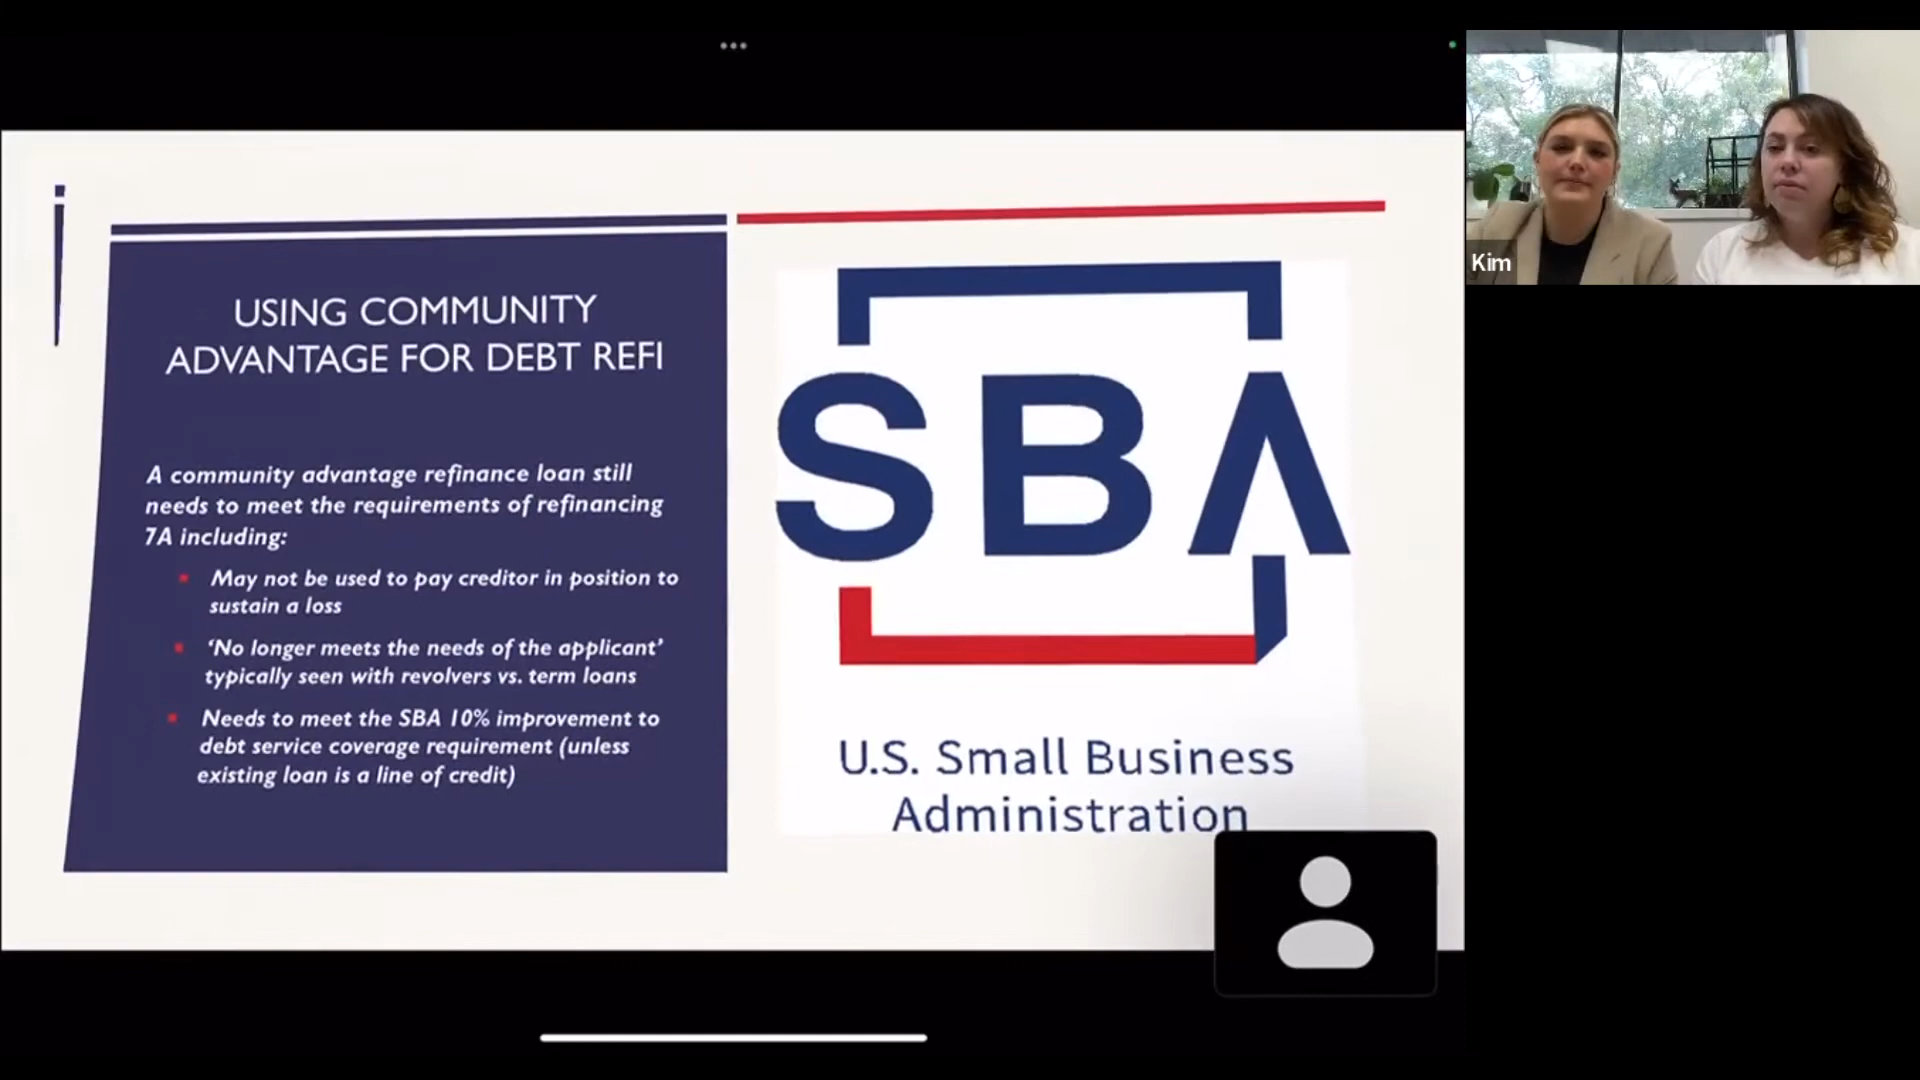 USING COMMUNITY
ADVANTAGE FOR DEBT REFI
A community advantage refinance loan still
needs to meet the requirements of refinancing
7A including:
May not be used to pay creditor in position to
sustain a loss
‘No longer meets the needs of the applicant’
typically seen with revolvers vs. term loans
Needs to meet the SBA 10% improvement to
debt service coverage requirement (unless
existing loan is a line of credit)
SBA
U.S. Small Business
Administration
Kim